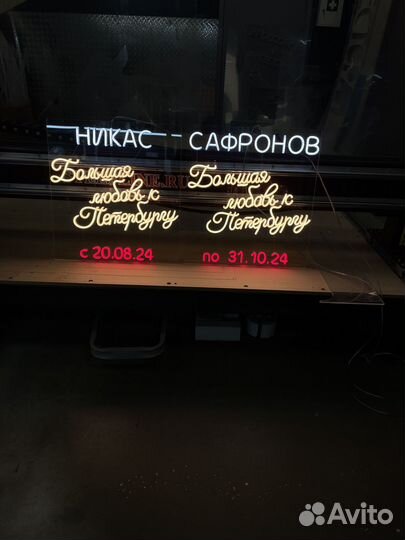 НИКАС САФРОНОВ
Большая Большая
любовь к любовь к
Петербургу Петербургу
с 20.08.24 по 31.10.24
Avito